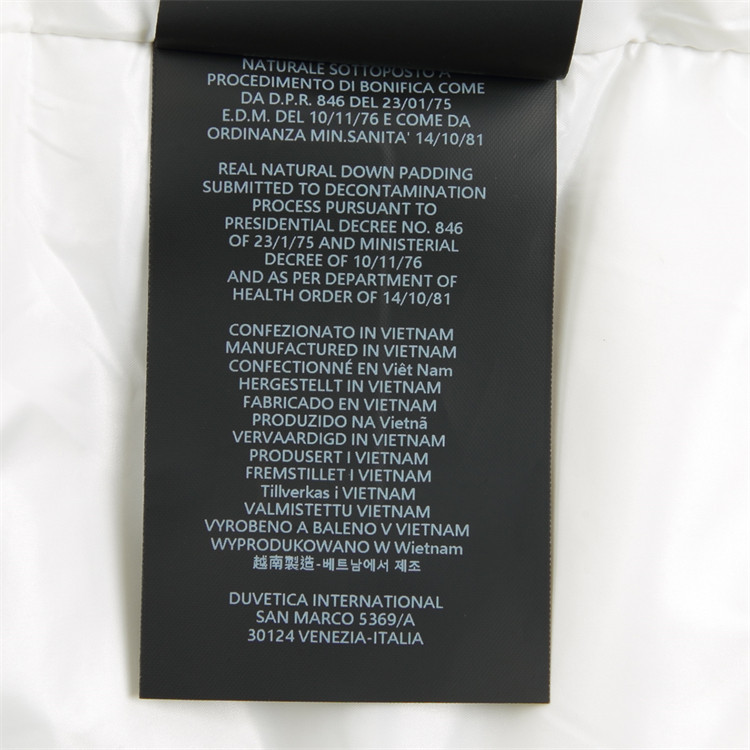 NATURALE SOTTOPOSTO A
PROCEDIMENTO DI BONIFICA COME
DA D.P.R. 846 DEL 23/01/75
E.D.M. DEL 10/11/76 E COME DA
ORDINANZA MIN.SANITA' 14/10/81
REAL NATURAL DOWN PADDING
SUBMITTED TO DECONTAMINATION
PROCESS PURSUANT TO
PRESIDENTIAL DECREE NO. 846
OF 23/1/75 AND MINISTERIAL
DECREE OF 10/11/76
AND AS PER DEPARTMENT OF
HEALTH ORDER OF 14/10/81
CONFEZIONATO IN VIETNAM
MANUFACTURED IN VIETNAM
CONFECTIONNÉ EN Viêt Nam
HERGESTELLT IN VIETNAM
FABRICADO EN VIETNAM
PRODUZIDO NA Vietnã
VERVAARDIGD IN VIETNAM
PRODUSERT I VIETNAM
FREMSTILLET I VIETNAM
Tillverkas i VIETNAM
VALMISTETTU VIETNAM
VYROBENO A BALENO V VIETNAM
WYPRODUKOWANO W Wietnam
越南製造-베트남에서 제조
DUVETICA INTERNATIONAL
SAN MARCO 5369/A
30124 VENEZIA-ITALIA